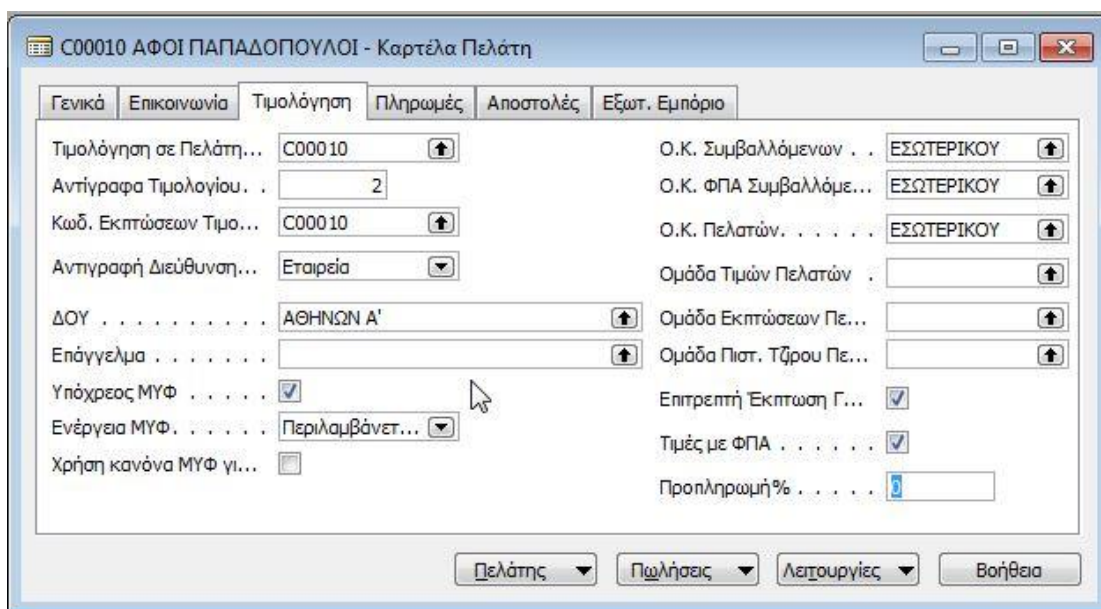 C00010 ΑΦΟΙ ΠΑΠΑΔΟΠΟΥΛΟΙ - Καρτέλα Πελάτη
Γενικά Επικοινωνία Τιμολόγηση Πληρωμές Αποστολές Εξωτ. Εμπόριο
Τιμολόγηση σε Πελάτη... C00010
Αντίγραφα Τιμολογίου. . 2
Κωδ. Εκπτώσεων Τιμο... C00010
Αντιγραφή Διεύθυνση... Εταιρεία
ΔΟΥ . . . . . . . . . . ΑΘΗΝΩΝ Α'
Επάγγελμα . . . . . . .
Υπόχρεος ΜΥΦ . . . . .
Ενέργεια ΜΥΦ. . . . . . Περιλαμβάνετ...
Χρήση κανόνα ΜΥΦ γι...
Ο.Κ. Συμβαλλόμενων . . ΕΣΩΤΕΡΙΚΟΥ
Ο.Κ. ΦΠΑ Συμβαλλόμε... ΕΣΩΤΕΡΙΚΟΥ
Ο.Κ. Πελατών. . . . . . ΕΣΩΤΕΡΙΚΟΥ
Ομάδα Τιμών Πελατών .
Ομάδα Εκπτώσεων Πε...
Ομάδα Πιστ. Τζίρου Πε...
Επιτρεπτή Έκπτωση Γ...
Τιμές με ΦΠΑ . . . . . .
Προπληρωμή% . . . . . 0
Πελάτης Πωλήσεις Λειτουργίες Βοήθεια